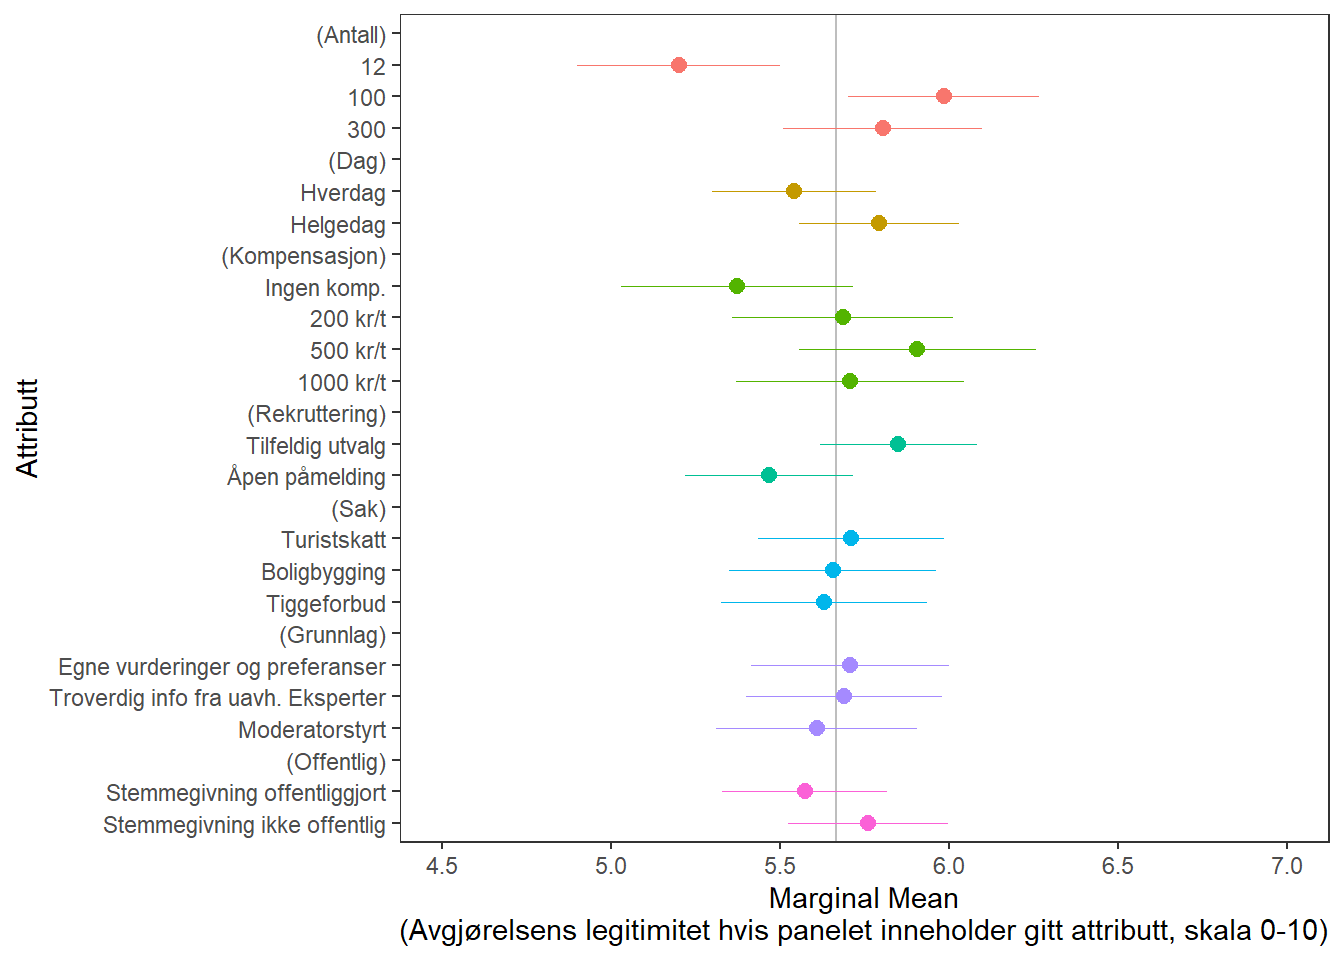 Attributt
(Antall)
12
100
300
(Dag)
Hverdag
Helgedag
(Kompensasjon)
Ingen komp.
200 kr/t
500 kr/t
1000 kr/t
(Rekruttering)
Tilfeldig utvalg
Åpen påmelding
(Sak)
Turistskatt
Boligbygging
Tiggeforbud
(Grunnlag)
Egne vurderinger og preferanser
Troverdig info fra uavh. Eksperter
Moderatorstyrt
(Offentlig)
Stemmegivning offentliggjort
Stemmegivning ikke offentlig
4.5 5.0 5.5 6.0 6.5 7.0
Marginal Mean
(Avgjørelsens legitimitet hvis panelet inneholder gitt attributt, skala 0-10)